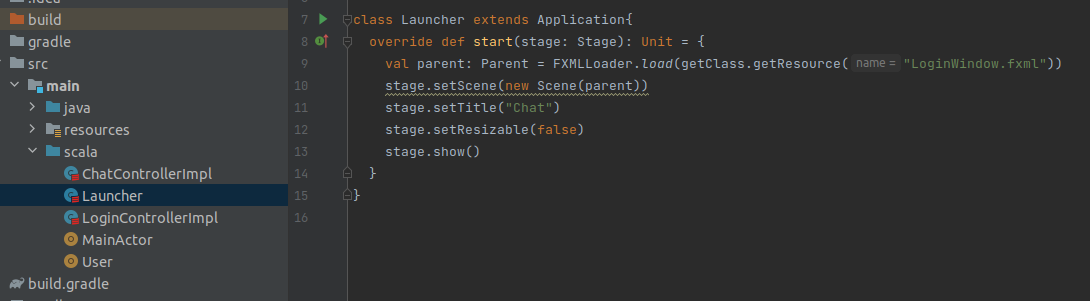 .idea
build
gradle
src
main
java
resources
scala
ChatControllerImpl
Launcher
LoginControllerImpl
MainActor
User
build.gradle
7 class Launcher extends Application{
8 override def start(stage: Stage): Unit = {
9 val parent: Parent = FXMLLoader.load(getClass.getResource( name = "LoginWindow.fxml"))
10 stage.setScene(new Scene(parent))
11 stage.setTitle("Chat")
12 stage.setResizable(false)
13 stage.show()
14 }
15 }
16